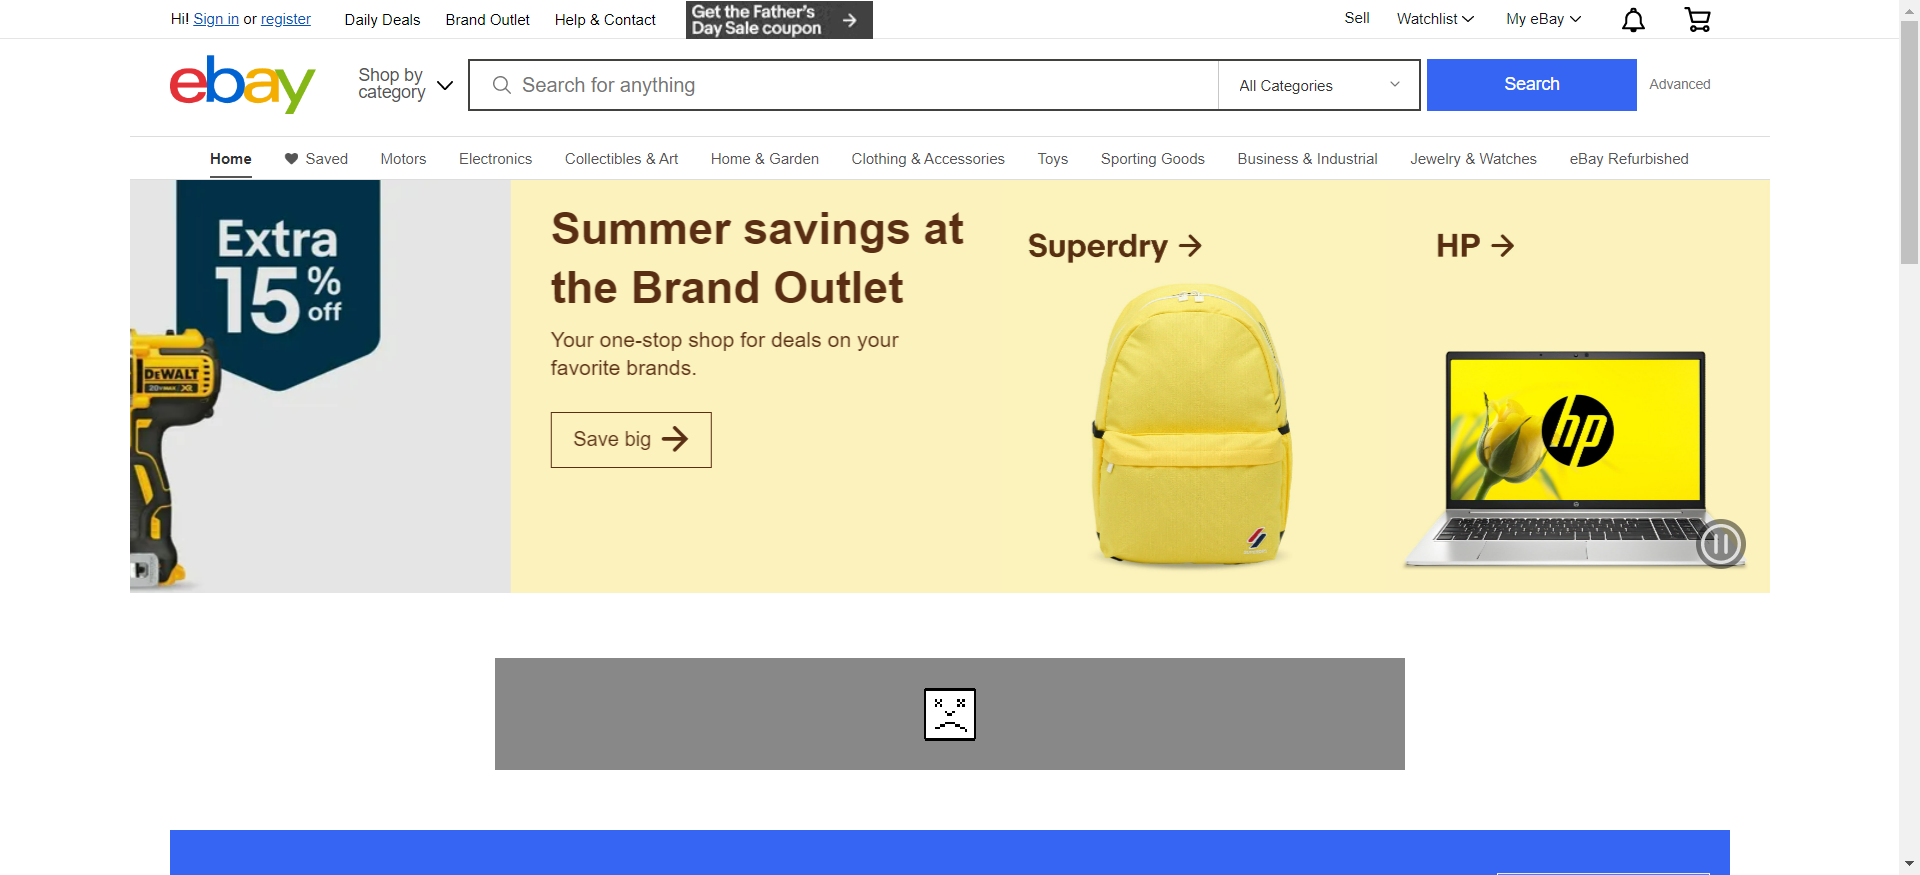 Hi! Sign in or register
Daily Deals
Brand Outlet
Help & Contact
Get the Father's
Day Sale coupon
Sell
Watchlist
My eBay
ebay
Shop by
category
Search for anything
All Categories
Search
Advanced
Home
Saved
Motors
Electronics
Collectibles & Art
Home & Garden
Clothing & Accessories
Toys
Sporting Goods
Business & Industrial
Jewelry & Watches
eBay Refurbished
Extra
15%
off
DEWALT
20V MAX XR
Summer savings at
the Brand Outlet
Your one-stop shop for deals on your
favorite brands.
Save big
Superdry
HP
hp